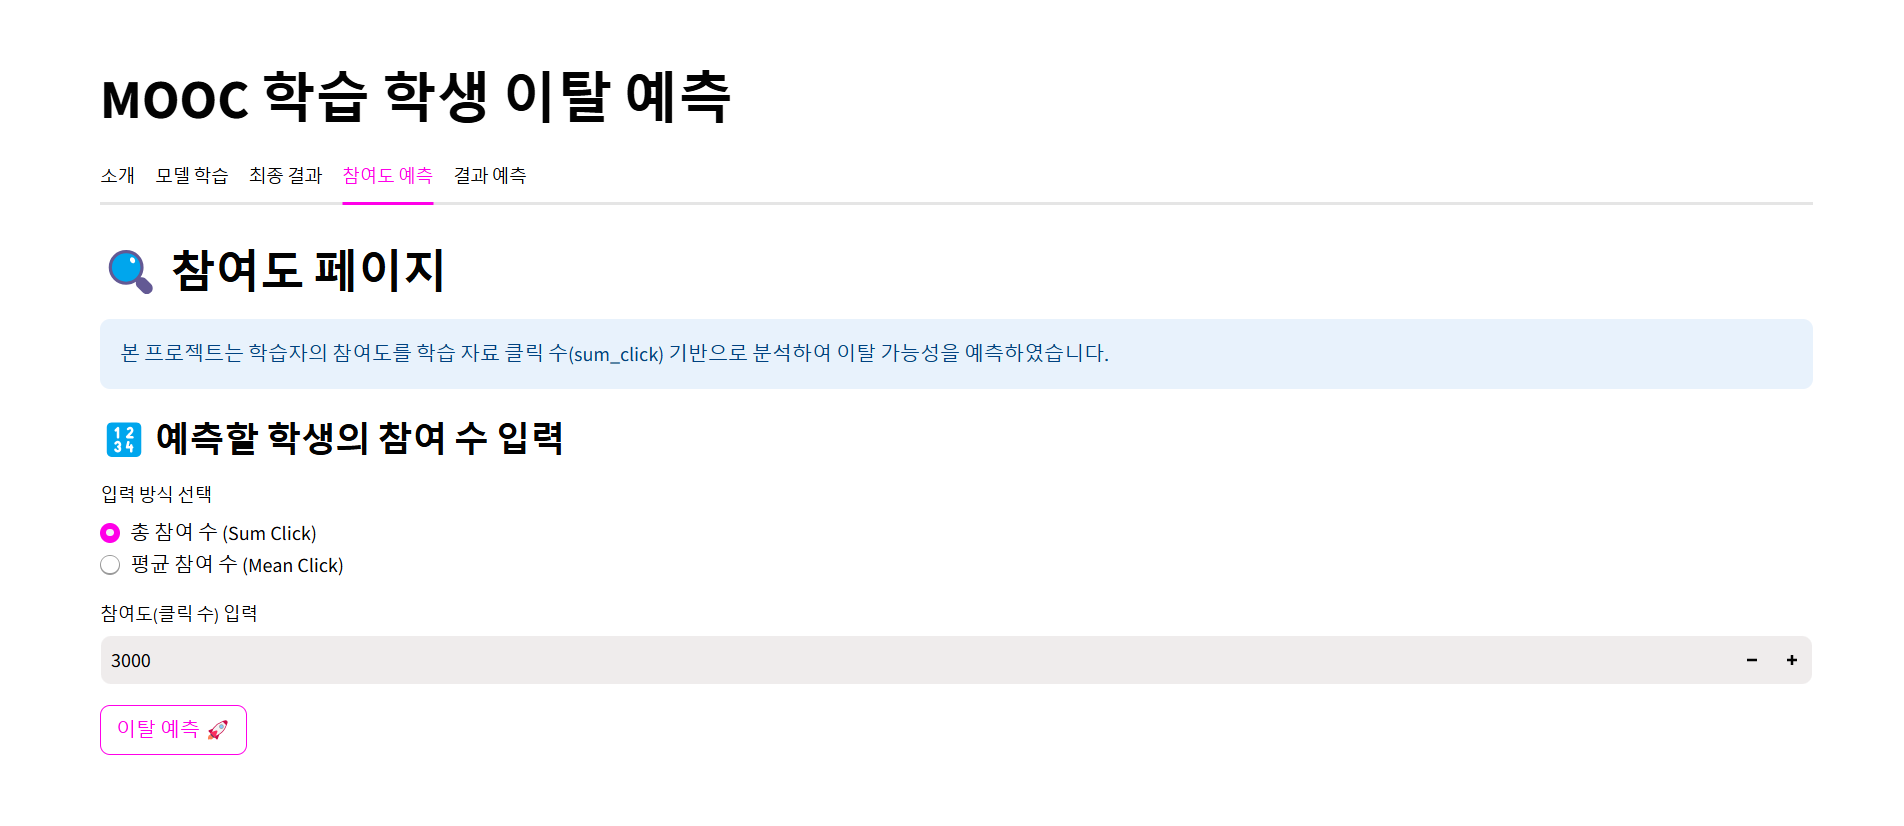 MOOC 학습 학생 이탈 예측
소개 모델 학습 최종 결과 참여도 예측 결과 예측
참여도 페이지
본 프로젝트는 학습자의 참여도를 학습 자료 클릭 수(sum_click) 기반으로 분석하여 이탈 가능성을 예측하였습니다.
예측할 학생의 참여 수 입력
입력 방식 선택
총 참여 수 (Sum Click)
평균 참여 수 (Mean Click)
참여도(클릭 수) 입력
3000
이탈 예측 🚀